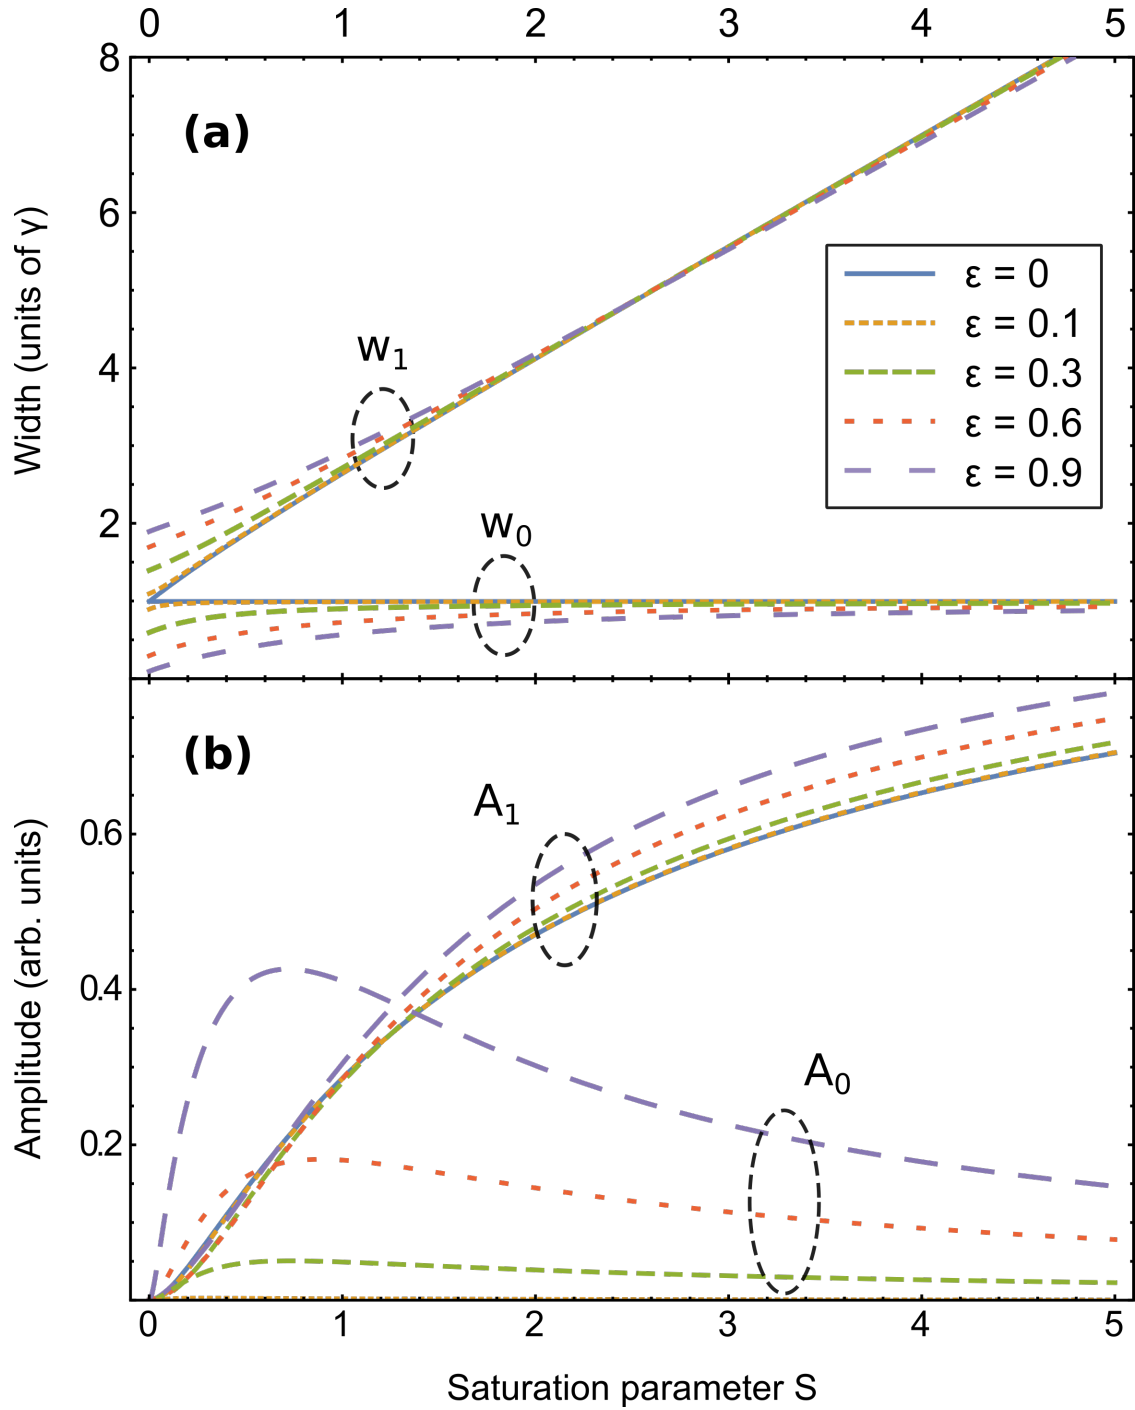 0 1 2 3 4 5
8
(a)
6
Width (units of γ)
ε = 0
ε = 0.1
w₁
4
ε = 0.3
ε = 0.6
ε = 0.9
w₀
2
(b)
A₁
0.6
Amplitude (arb. units)
0.4
A₀
0.2
0 1 2 3 4 5
Saturation parameter S